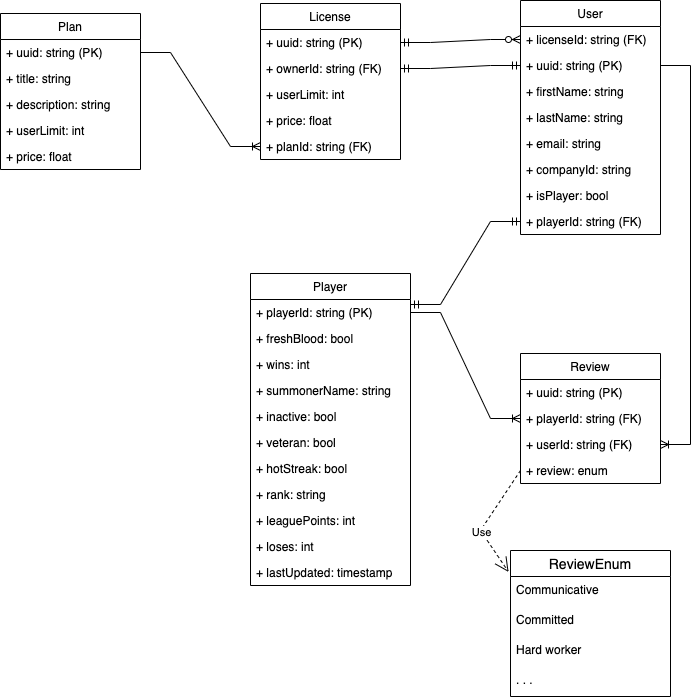 Plan
+ uuid: string (PK)
+ title: string
+ description: string
+ userLimit: int
+ price: float
License
+ uuid: string (PK)
+ ownerId: string (FK)
+ userLimit: int
+ price: float
+ planId: string (FK)
User
+ licenseId: string (FK)
+ uuid: string (PK)
+ firstName: string
+ lastName: string
+ email: string
+ companyId: string
+ isPlayer: bool
+ playerId: string (FK)
Player
+ playerId: string (PK)
+ freshBlood: bool
+ wins: int
+ summonerName: string
+ inactive: bool
+ veteran: bool
+ hotStreak: bool
+ rank: string
+ leaguePoints: int
+ loses: int
+ lastUpdated: timestamp
Review
+ uuid: string (PK)
+ playerId: string (FK)
+ userId: string (FK)
+ review: enum
Use
ReviewEnum
Communicative
Committed
Hard worker
. . .